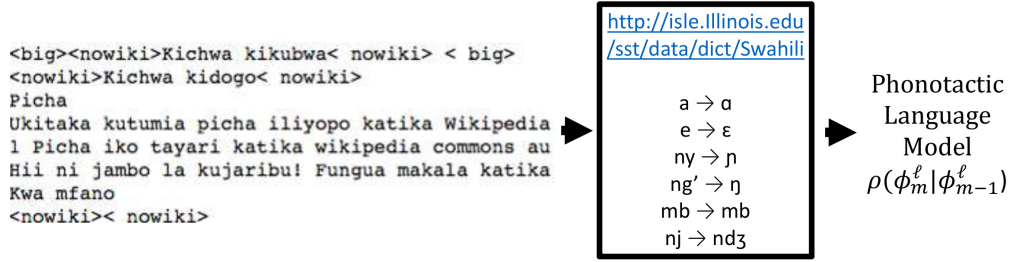 <big><nowiki>Kichwa kikubwa< nowiki> < big>
<nowiki>Kichwa kidogo< nowiki>
Picha
Ukitaka kutumia picha iliyopo katika Wikipedia
l Picha iko tayari katika wikipedia commons au
Hii ni jambo la kujaribu! Fungua makala katika
Kwa mfano
<nowiki>< nowiki>
http://isle.Illinois.edu
/sst/data/dict/Swahili
a → ɑ
e → ɛ
ny → ɲ
ng’ → ŋ
mb → mb
nj → ndʒ
Phonotactic
Language
Model
ρ(ϕ_m^ℓ|ϕ_{m−1}^ℓ)